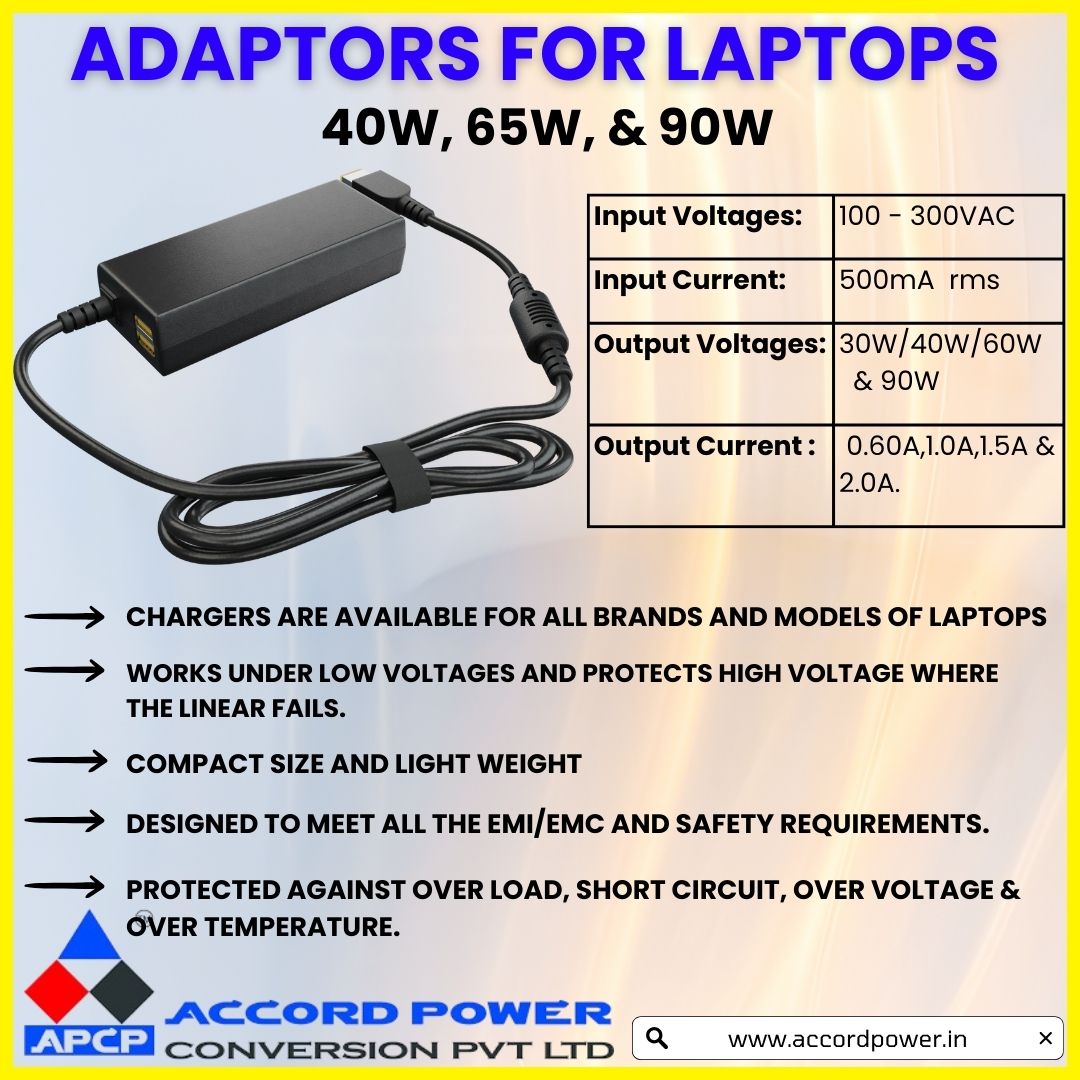 ADAPTORS FOR LAPTOPS
40W, 65W, & 90W
Input Voltages: 100 - 300VAC
Input Current: 500mA rms
Output Voltages: 30W/40W/60W
& 90W
Output Current : 0.60A,1.0A,1.5A &
2.0A.
CHARGERS ARE AVAILABLE FOR ALL BRANDS AND MODELS OF LAPTOPS
WORKS UNDER LOW VOLTAGES AND PROTECTS HIGH VOLTAGE WHERE
THE LINEAR FAILS.
COMPACT SIZE AND LIGHT WEIGHT
DESIGNED TO MEET ALL THE EMI/EMC AND SAFETY REQUIREMENTS.
PROTECTED AGAINST OVER LOAD, SHORT CIRCUIT, OVER VOLTAGE &
OVER TEMPERATURE.
APCP
ACCORD POWER
CONVERSION PVT LTD
www.accordpower.in